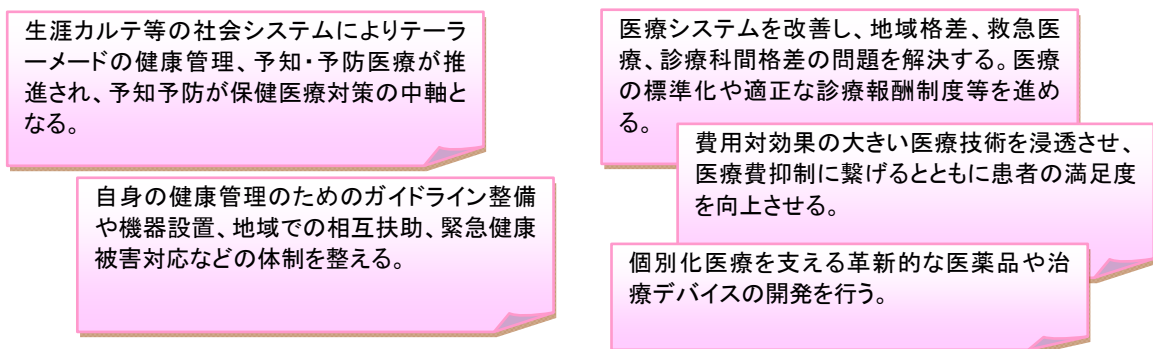 生涯カルテ等の社会システムによりテーラ
ーメードの健康管理、予知・予防医療が推
進され、予知予防が保健医療対策の中軸と
なる。
自身の健康管理のためのガイドライン整備
や機器設置、地域での相互扶助、緊急健康
被害対応などの体制を整える。
医療システムを改善し、地域格差、救急医
療、診療科間格差の問題を解決する。医療
の標準化や適正な診療報酬制度等を進め
る。
費用対効果の大きい医療技術を浸透させ、
医療費抑制に繋げるとともに患者の満足度
を向上させる。
個別化医療を支える革新的な医薬品や治
療デバイスの開発を行う。